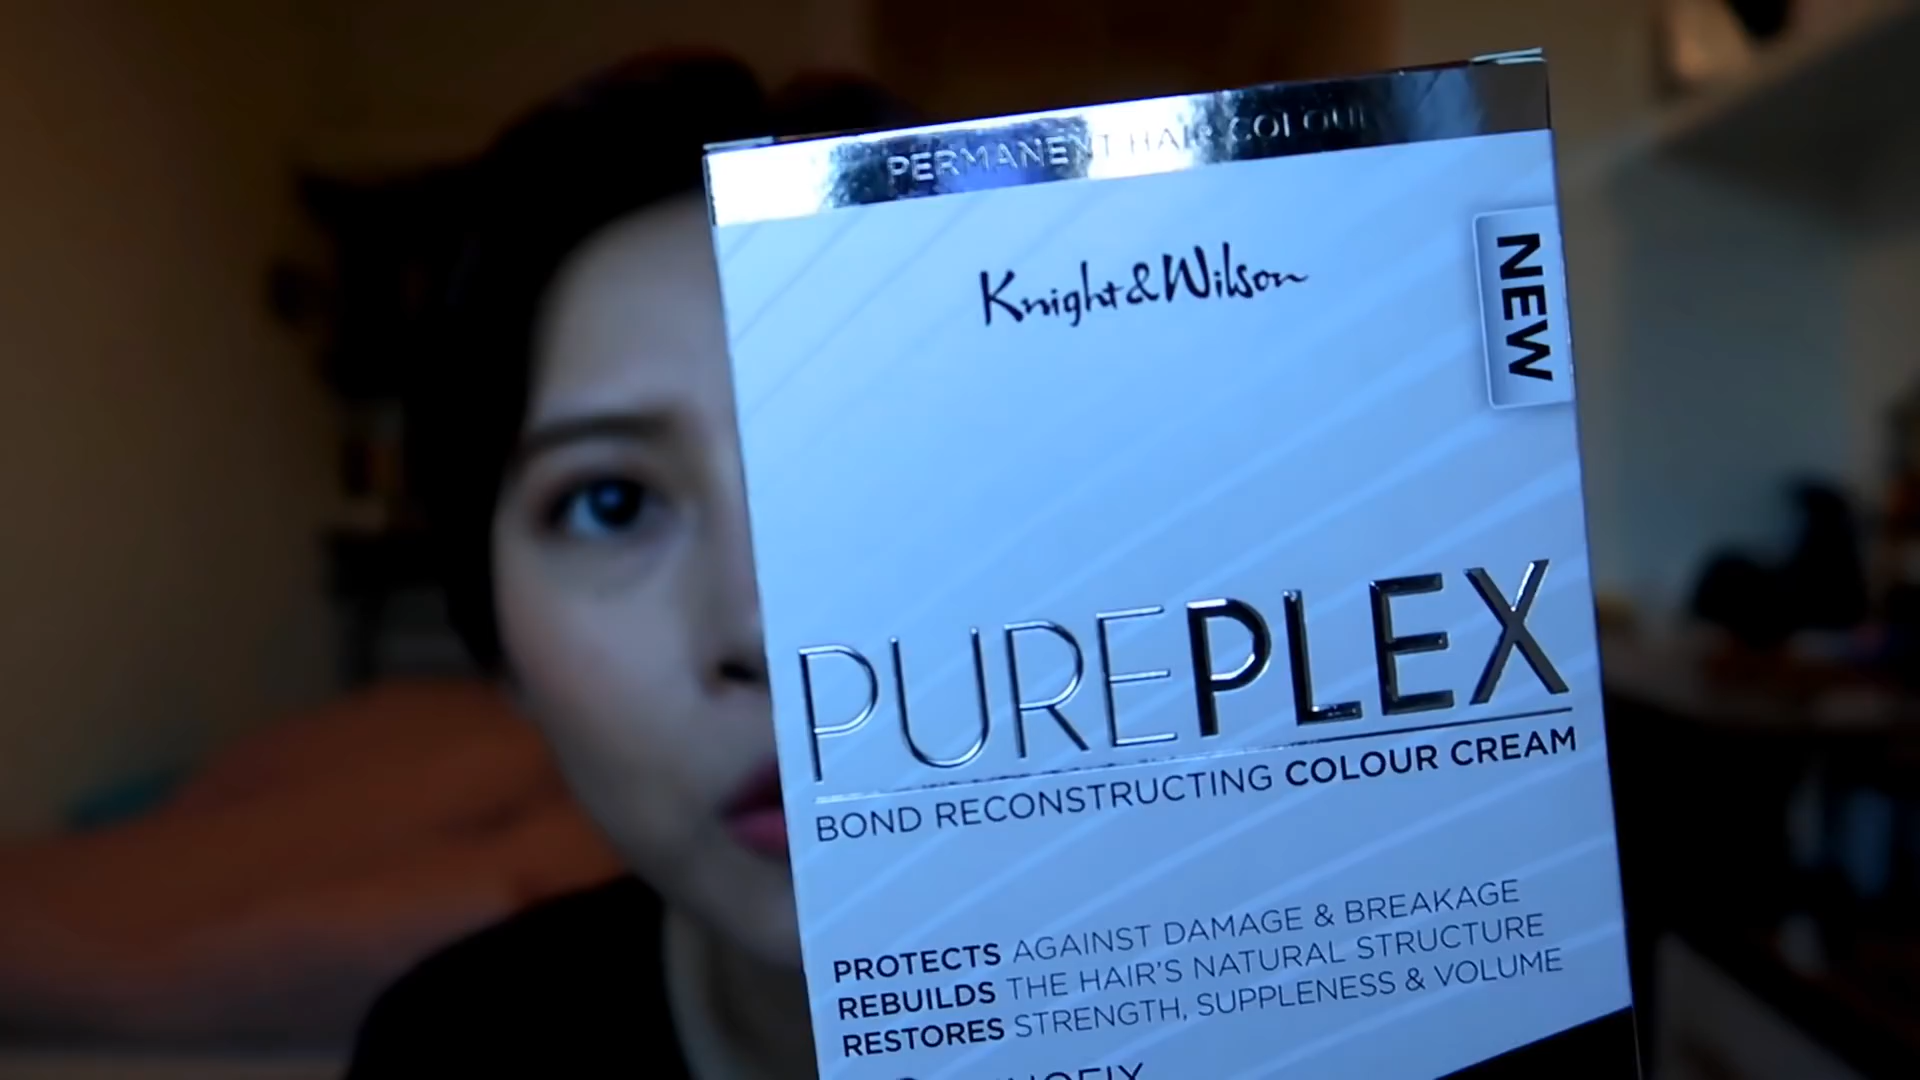 PERMANENT HAIR COLOUR
Knight & Wilson
NEW
PUREPLEX
BOND RECONSTRUCTING COLOUR CREAM
PROTECTS AGAINST DAMAGE & BREAKAGE
REBUILDS THE HAIR'S NATURAL STRUCTURE
RESTORES STRENGTH, SUPPLENESS & VOLUME